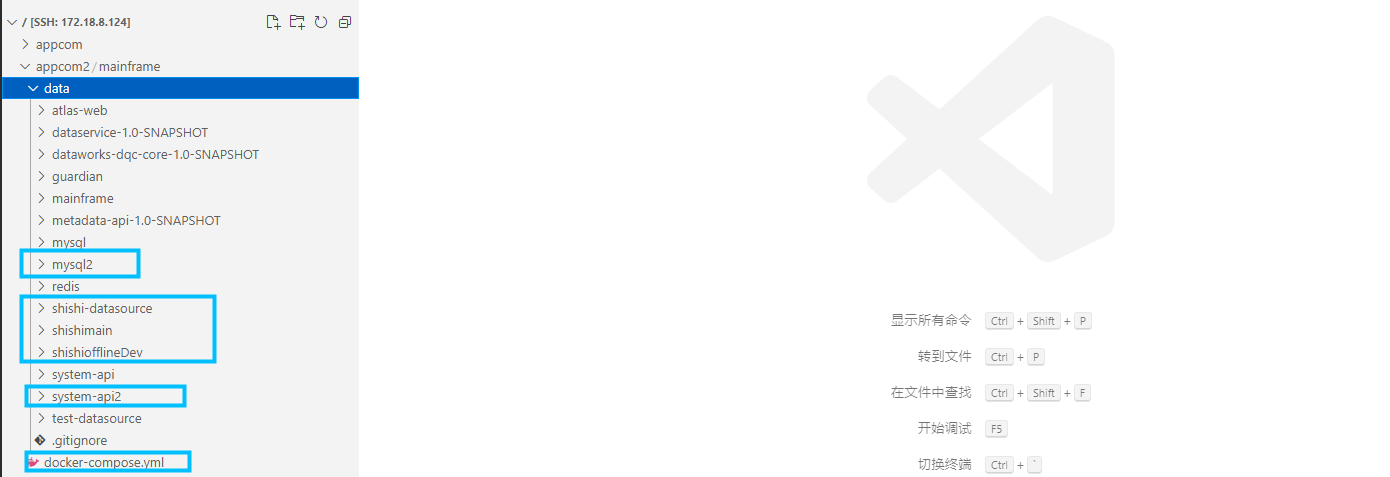 / [SSH: 172.18.8.124]
appcom
appcom2 / mainframe
data
atlas-web
dataservice-1.0-SNAPSHOT
dataworks-dqc-core-1.0-SNAPSHOT
guardian
mainframe
metadata-api-1.0-SNAPSHOT
mysql
mysql2
redis
shishi-datasource
shishimain
shishiofflineDev
system-api
system-api2
test-datasource
.gitignore
docker-compose.yml
显示所有命令 Ctrl + Shift + P
转到文件 Ctrl + P
在文件中查找 Ctrl + Shift + F
开始调试 F5
切换终端 Ctrl + `